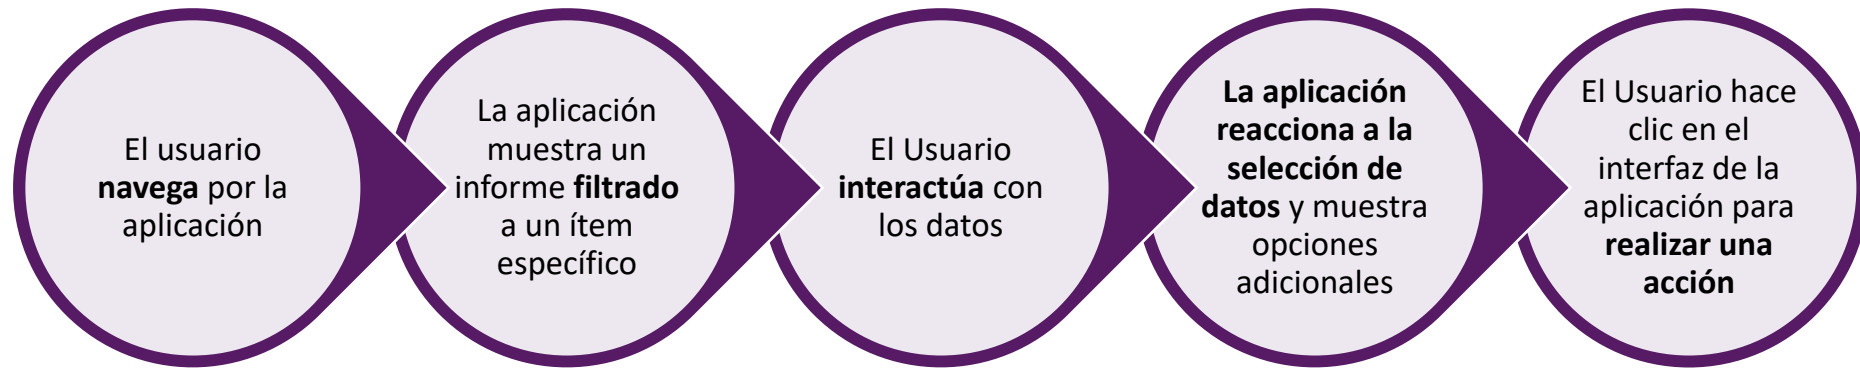 El usuario
navega por la
aplicación
La aplicación
muestra un
informe filtrado
a un ítem
específico
El Usuario
interactúa con
los datos
La aplicación
reacciona a la
selección de
datos y muestra
opciones
adicionales
El Usuario hace
clic en el
interfaz de la
aplicación para
realizar una
acción